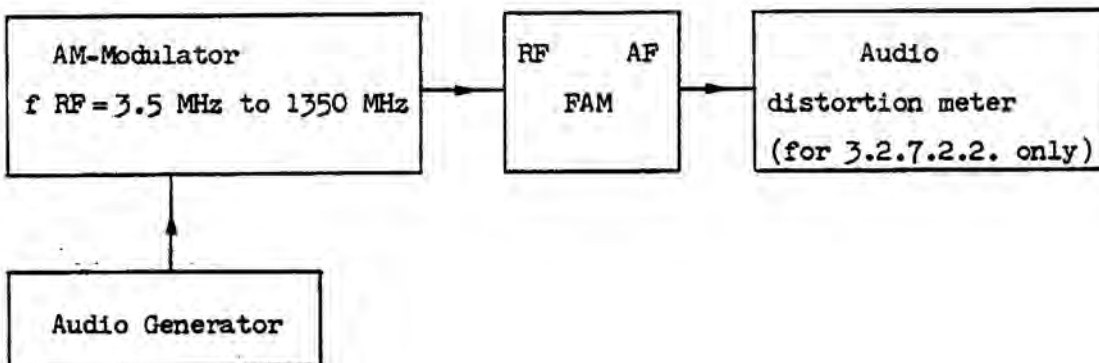 AM-Modulator
f RF = 3.5 MHz to 1350 MHz
RF AF
FAM
Audio
distortion meter
(for 3.2.7.2.2. only)
Audio Generator